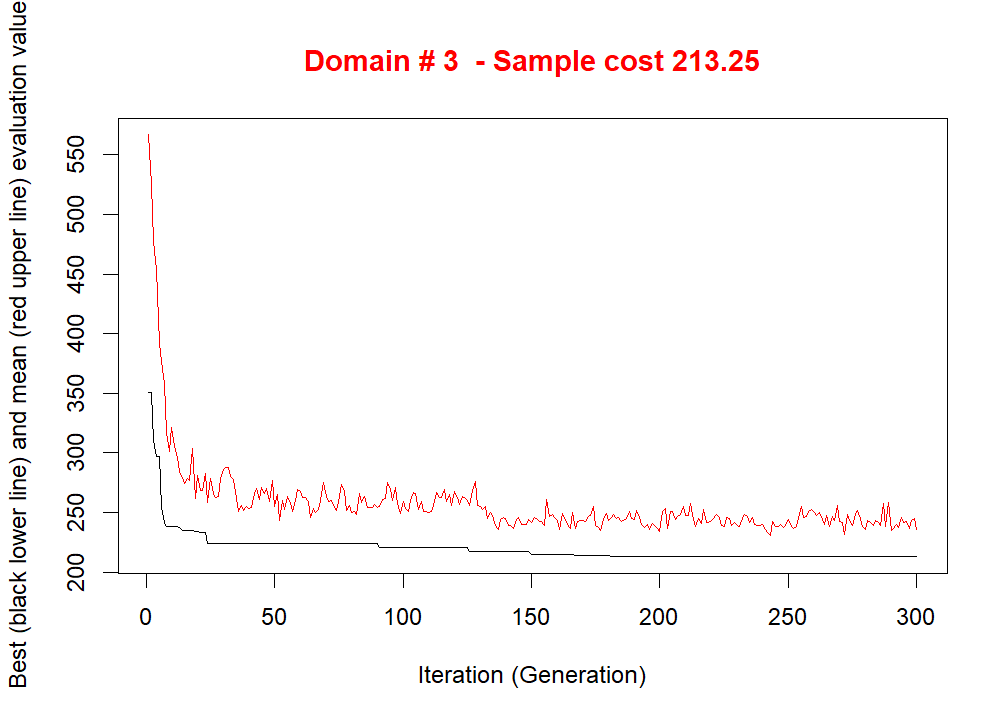 Domain # 3  - Sample cost 213.25
Best (black lower line) and mean (red upper line) evaluation value
550
500
450
400
350
300
250
200
0 50 100 150 200 250 300
Iteration (Generation)